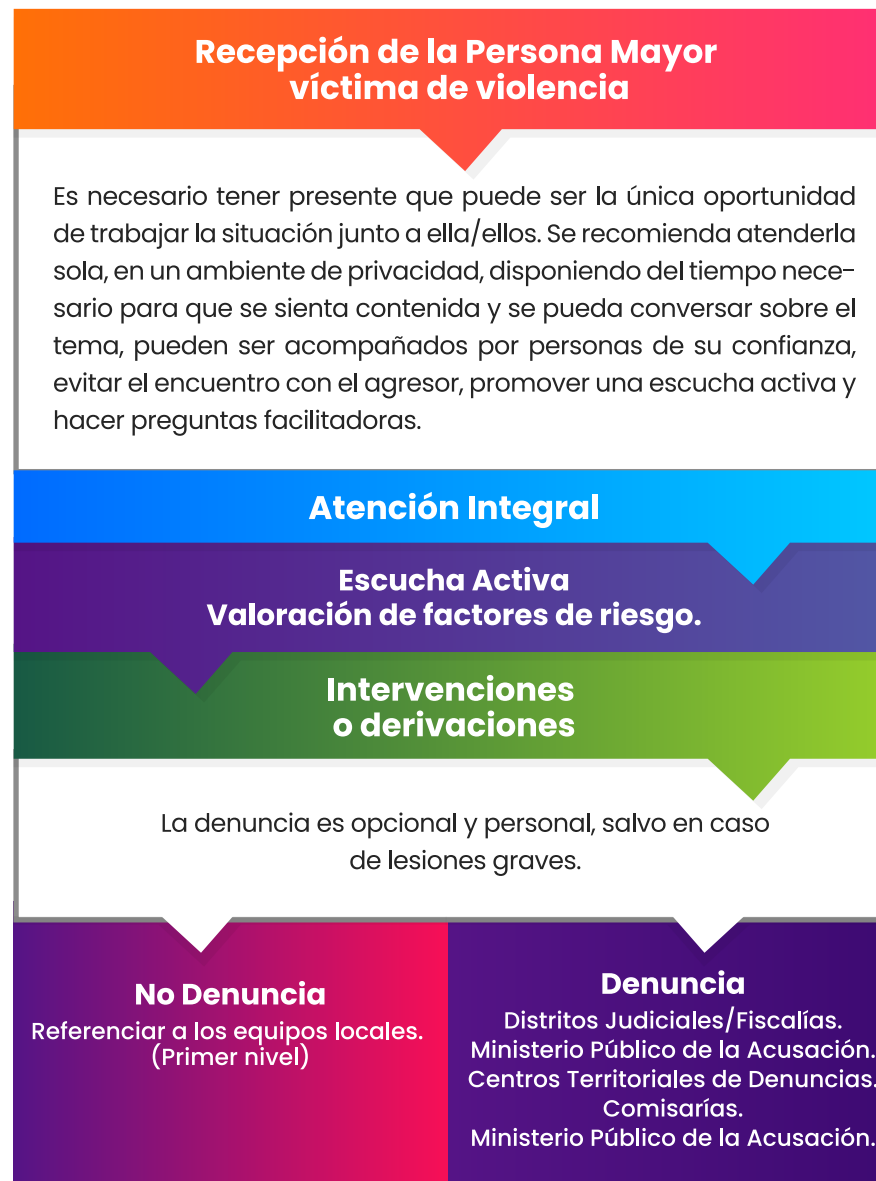 Recepción de la Persona Mayor
víctima de violencia
Es necesario tener presente que puede ser la única oportunidad
de trabajar la situación junto a ella/ellos. Se recomienda atenderla
sola, en un ambiente de privacidad, disponiendo del tiempo nece-
sario para que se sienta contenida y se pueda conversar sobre el
tema, pueden ser acompañados por personas de su confianza,
evitar el encuentro con el agresor, promover una escucha activa y
hacer preguntas facilitadoras.
Atención Integral
Escucha Activa
Valoración de factores de riesgo.
Intervenciones
o derivaciones
La denuncia es opcional y personal, salvo en caso
de lesiones graves.
No Denuncia
Referenciar a los equipos locales.
(Primer nivel)
Denuncia
Distritos Judiciales/Fiscalías.
Ministerio Público de la Acusación.
Centros Territoriales de Denuncias.
Comisarías.
Ministerio Público de la Acusación.